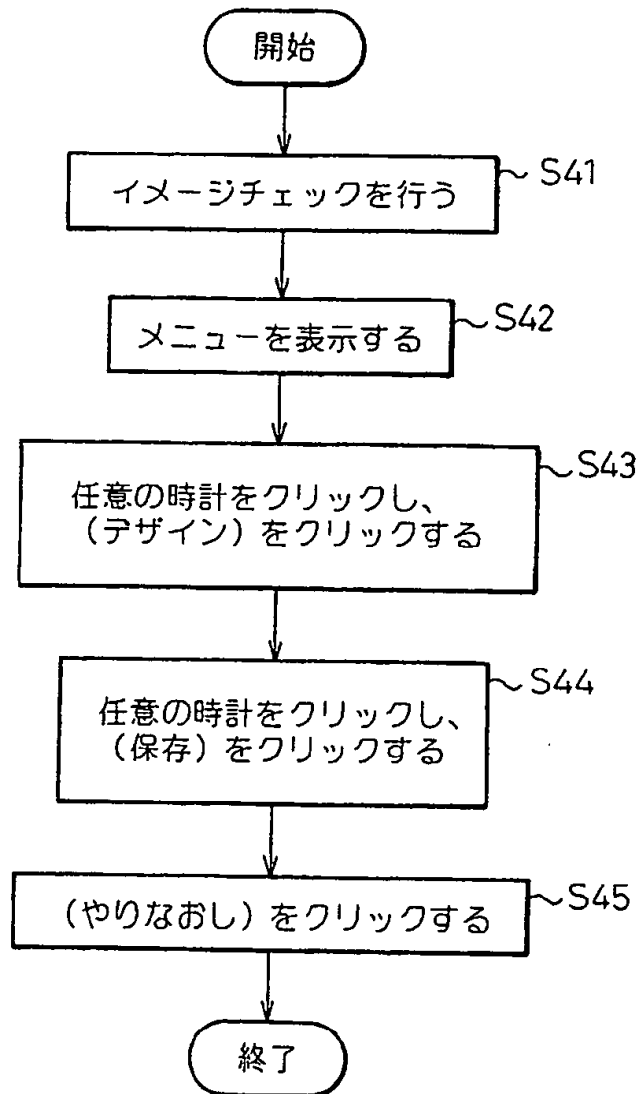 開始
イメージチェックを行う
S41
メニューを表示する
S42
任意の時計をクリックし、
(デザイン)をクリックする
S43
任意の時計をクリックし、
(保存)をクリックする
S44
(やりなおし)をクリックする
S45
終了